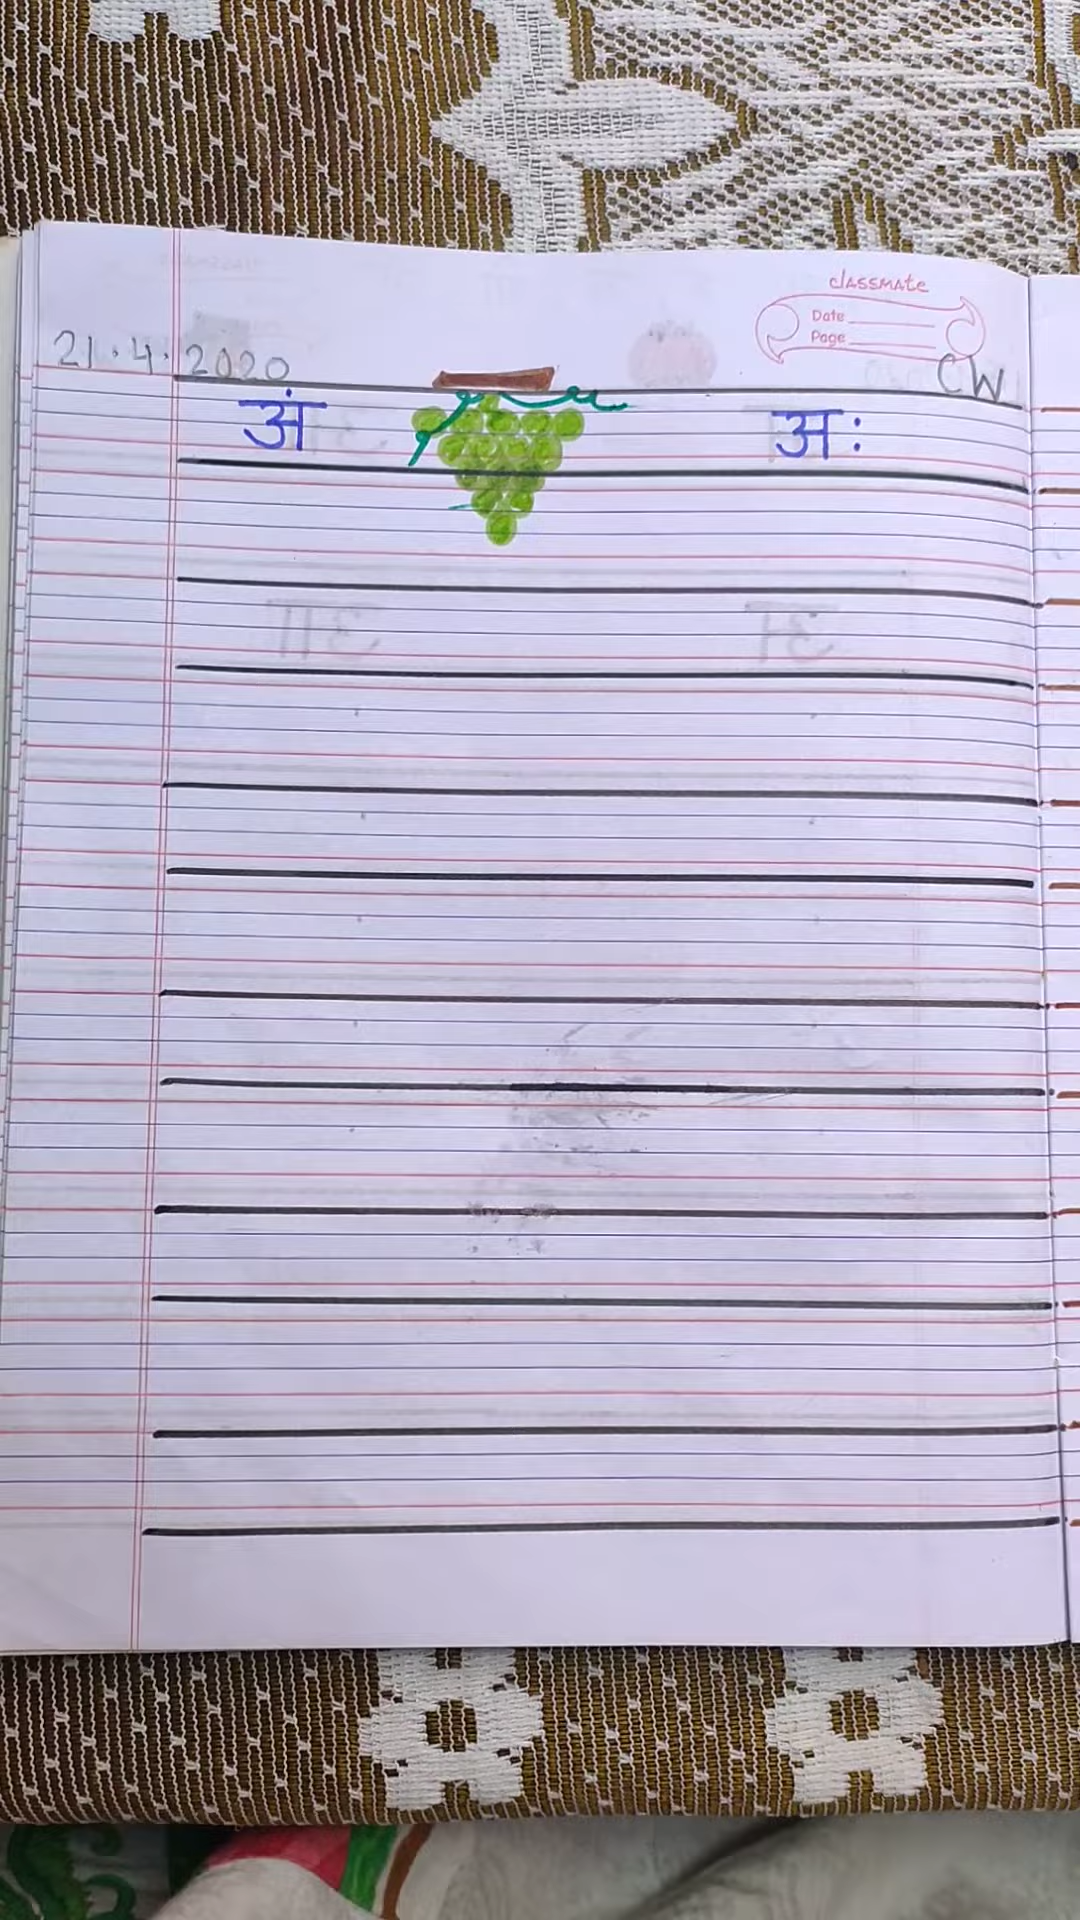 classmate
Date
Page
21.4.2020
CW
अं अः